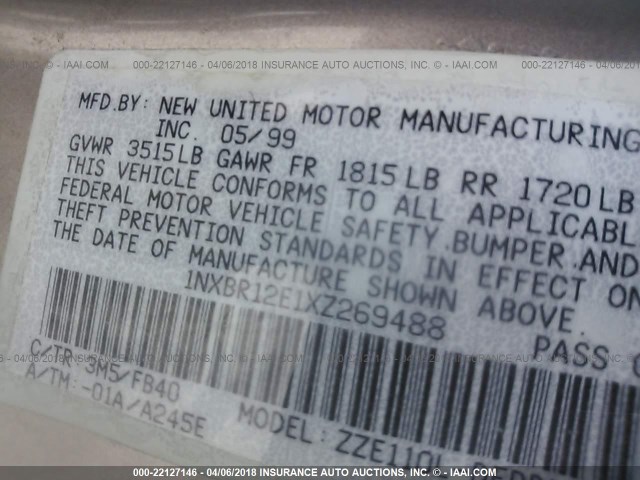 000-22127146 - 04/06/2018 - INSURANCE AUTO AUCTIONS, INC. © - IAAI.COM
MFD.BY: NEW UNITED MOTOR MANUFACTURING
INC. 05/99
GVWR 3515LB GAWR FR 1815LB RR 1720LB
THIS VEHICLE CONFORMS TO ALL APPLICABL
FEDERAL MOTOR VEHICLE SAFETY.BUMPER.AND
THEFT PREVENTION STANDARDS IN EFFECT ON
THE DATE OF MANUFACTURE SHOWN ABOVE.
1NXBR12E1XZ269488 PASS
C/TR: 3M5/FB40
A/TM:-01A/A245E
MODEL: ZZE110L
000-22127146 - 04/06/2018 - INSURANCE AUTO AUCTIONS, INC. © - IAAI.COM